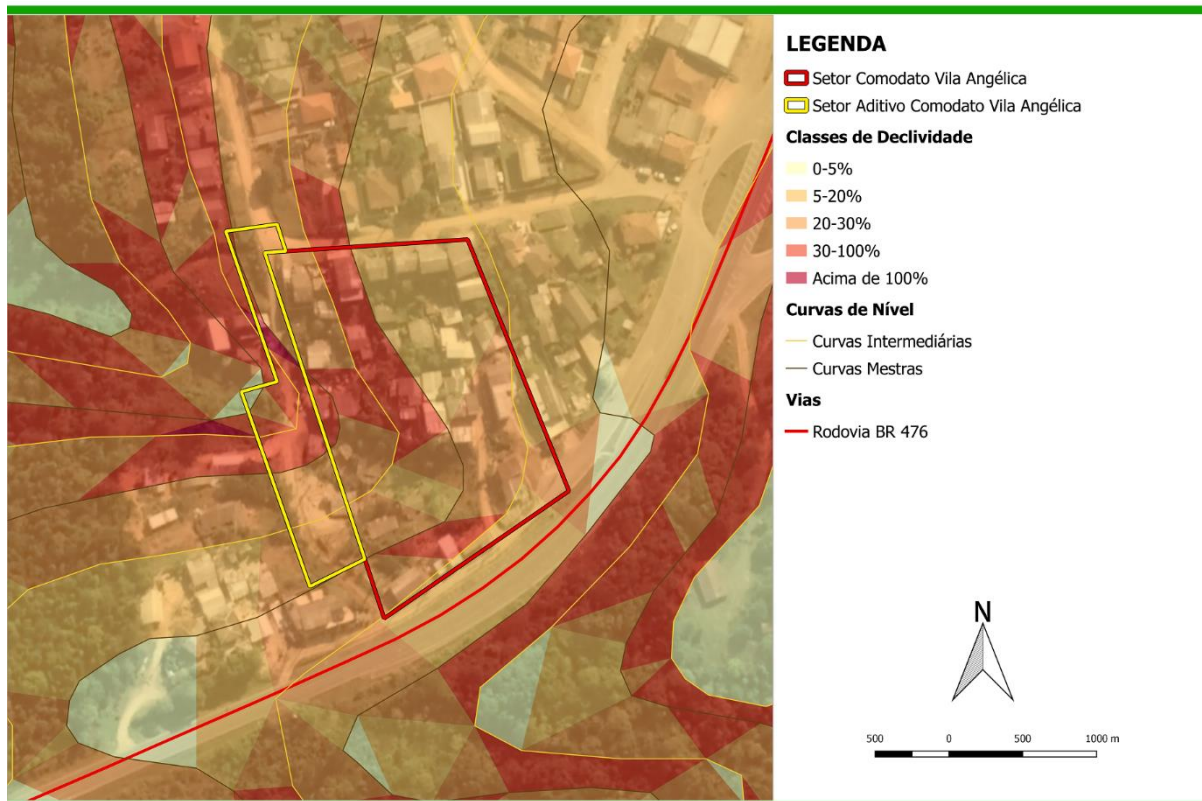 LEGENDA
Setor Comodato Vila Angélica
Setor Aditivo Comodato Vila Angélica
Classes de Declividade
0-5%
5-20%
20-30%
30-100%
Acima de 100%
Curvas de Nível
Curvas Intermediárias
Curvas Mestras
Vias
Rodovia BR 476
N
500 0 500 1000 m